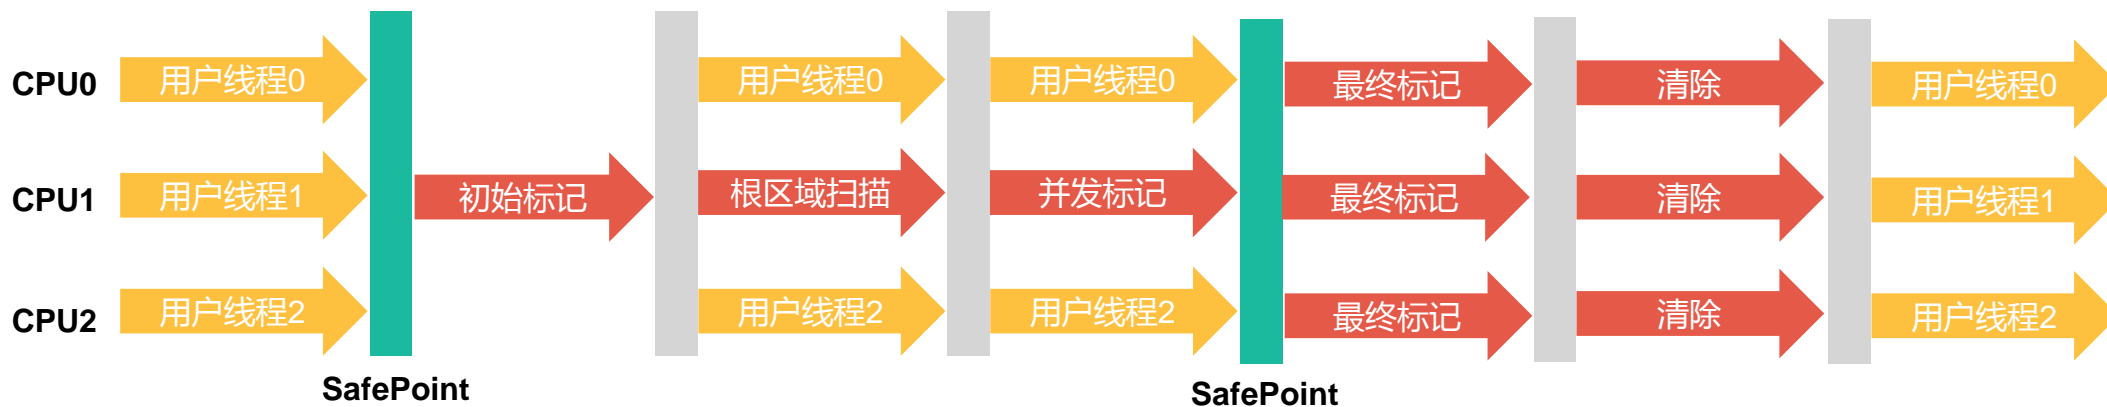 CPU0 用户线程0 用户线程0 用户线程0 最终标记 清除 用户线程0
CPU1 用户线程1 初始标记 根区域扫描 并发标记 最终标记 清除 用户线程1
CPU2 用户线程2 用户线程2 用户线程2 最终标记 清除 用户线程2
SafePoint SafePoint